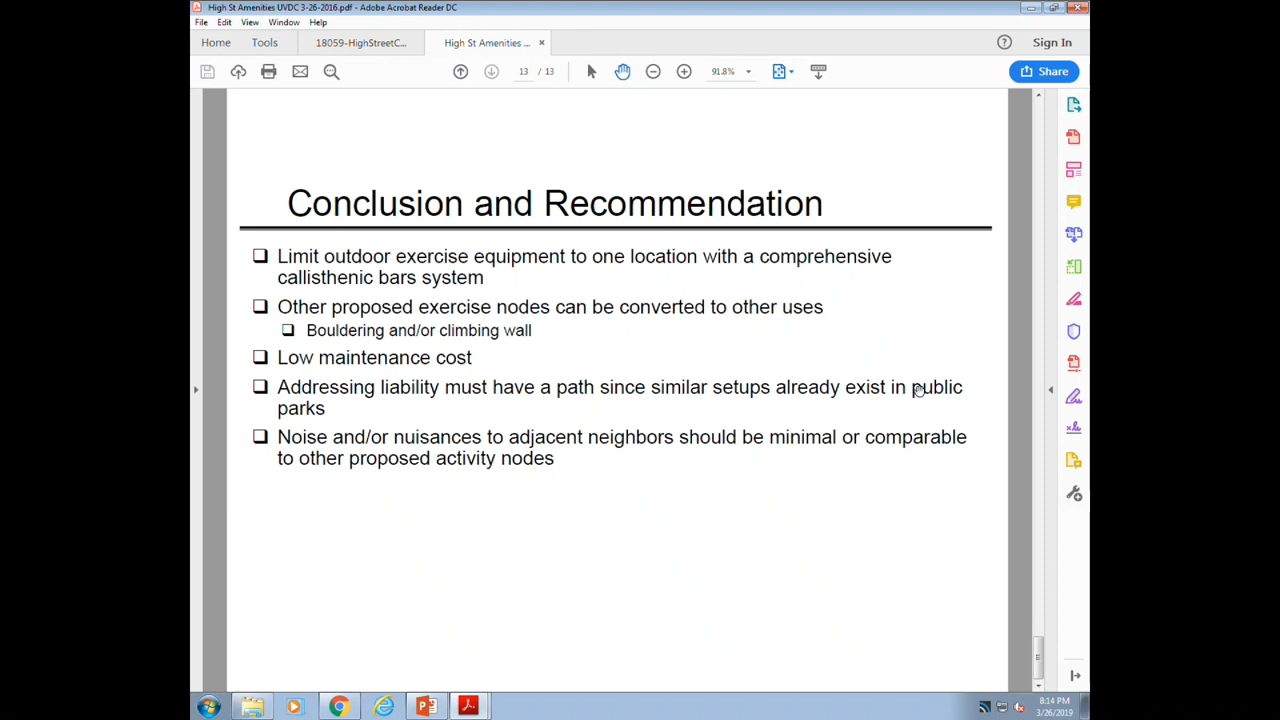 High St Amenities UVDC 3-26-2016.pdf - Adobe Acrobat Reader DC
File Edit View Window Help
Home Tools 18059-HighStreetC... High St Amenities ... × Sign In
13 / 13 91.8% Share
Conclusion and Recommendation
Limit outdoor exercise equipment to one location with a comprehensive
callisthenic bars system
Other proposed exercise nodes can be converted to other uses
Bouldering and/or climbing wall
Low maintenance cost
Addressing liability must have a path since similar setups already exist in public
parks
Noise and/or nuisances to adjacent neighbors should be minimal or comparable
to other proposed activity nodes
8:14 PM
3/26/2019